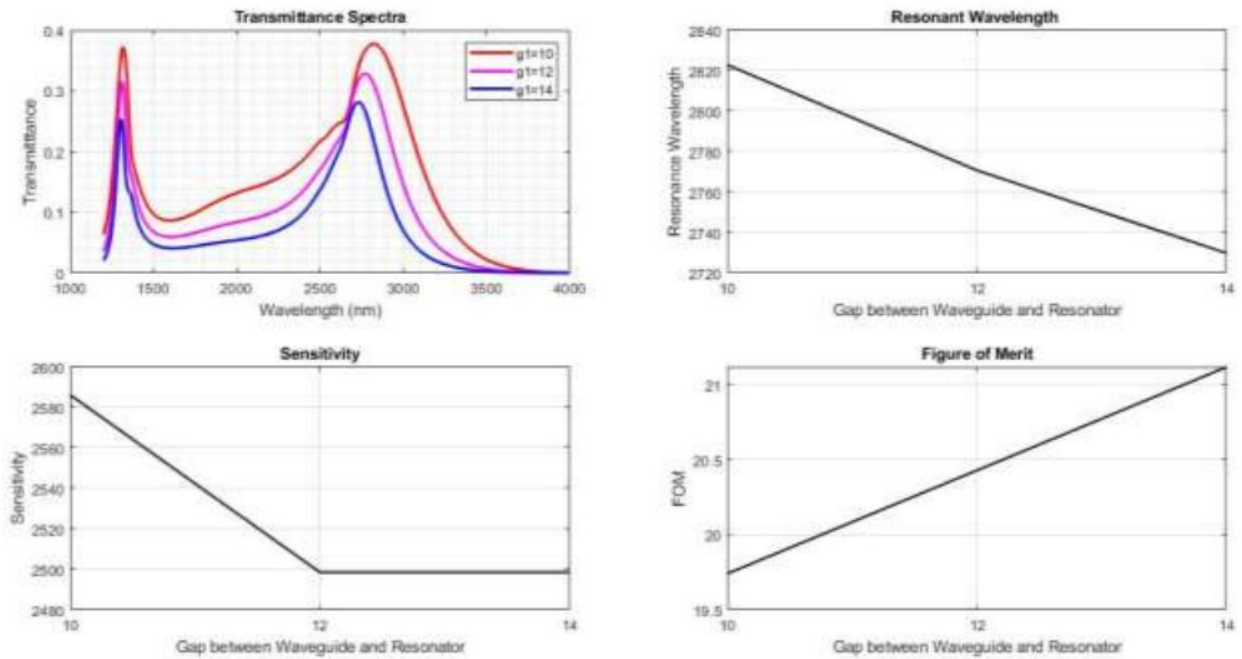 Transmittance Spectra
0.4
0.3
0.2
0.1
0
Transmitttance
g1=10
g1=12
g1=14
1000 1500 2000 2500 3000 3500 4000
Wavelength (nm)
Resonant Wavelength
2840
2820
2800
2780
2760
2740
2720
Resonance Wavelength
10 12 14
Gap between Waveguide and Resonator
Sensitivity
2600
2580
2560
2540
2520
2500
2480
Sensitivity
10 12 14
Gap between Waveguide and Resonator
Figure of Merit
21
20.5
20
19.5
FOM
10 12 14
Gap between Waveguide and Resonator